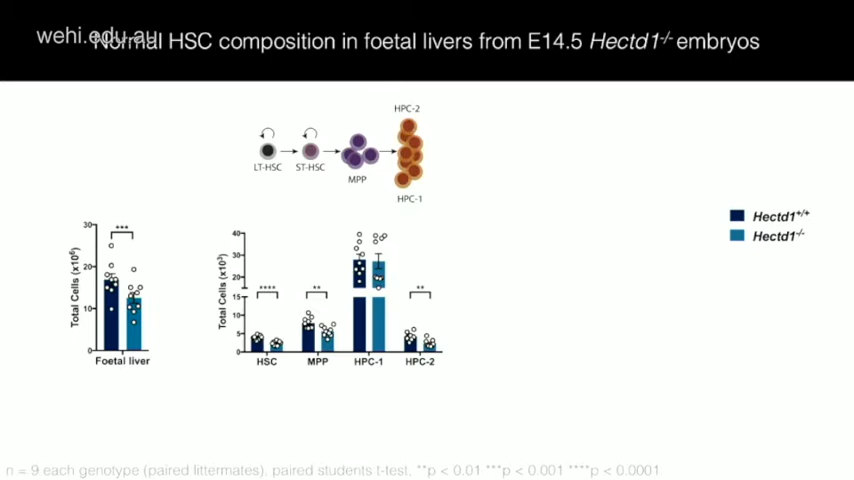 wehi.edu.au
Normal HSC composition in foetal livers from E14.5 Hectd1-/- embryos
HPC-2
LT-HSC
ST-HSC
MPP
HPC-1
Hectd1+/+
Hectd1-/-
Total Cells (x10⁶)
30
20
10
0
***
Foetal liver
Total Cells (x10³)
40
30
20
15
10
5
0
****
**
**
HSC
MPP
HPC-1
HPC-2
n = 9 each genotype (paired littermates), paired students t-test, **p < 0.01 ***p < 0.001 ****p < 0.0001